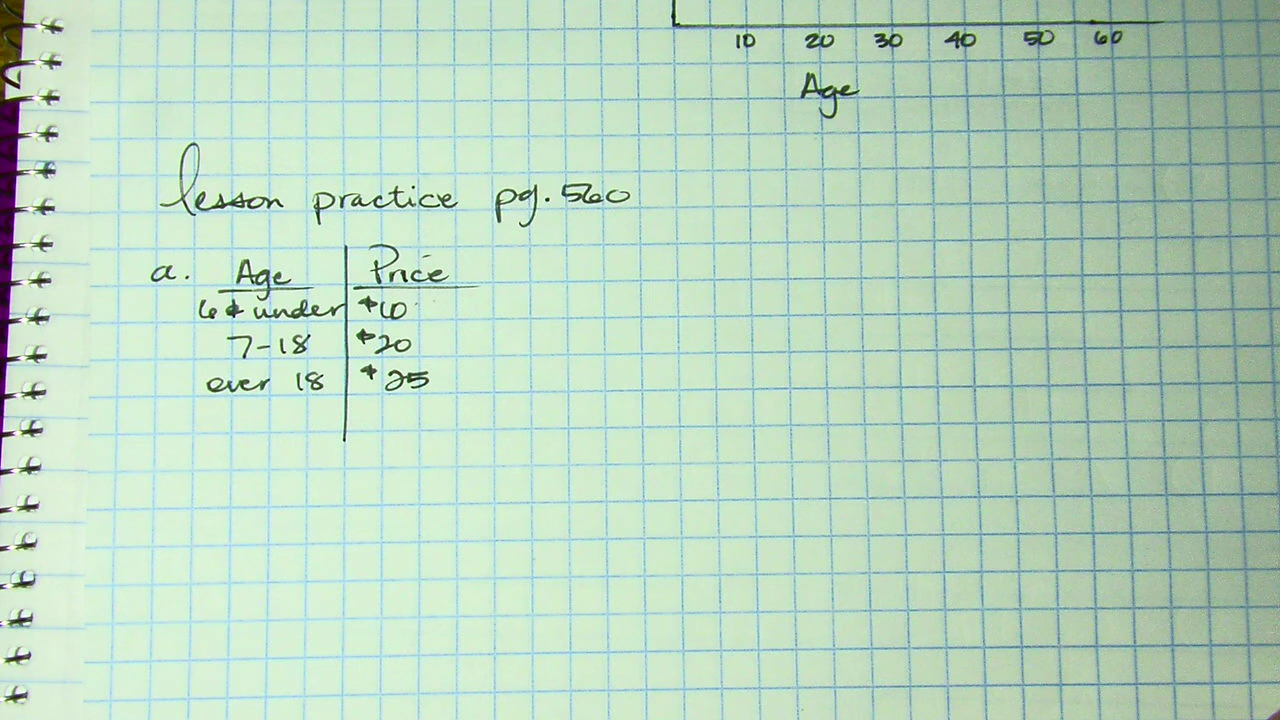 10 20 30 40 50 60
Age
lesson practice pg. 560
a. Age Price
6 & under $10
7-18 $20
over 18 $25